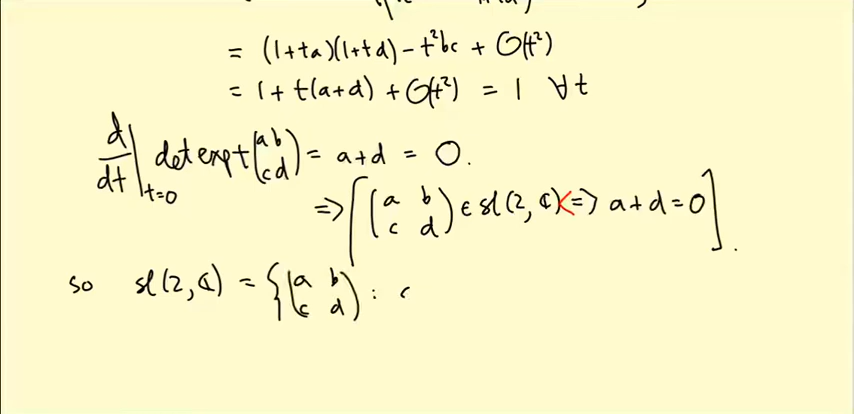 = (1+ta)(1+td) - t²bc + O(t²)
= 1 + t(a+d) + O(t²) = 1 ∀t
d/dt|_{t=0} det exp t (a b c d) = a+d = 0.
=> [(a b c d) ∈ sl(2, ℂ) <=> a+d=0].
so sl(2, ℂ) = {(a b c d) : c